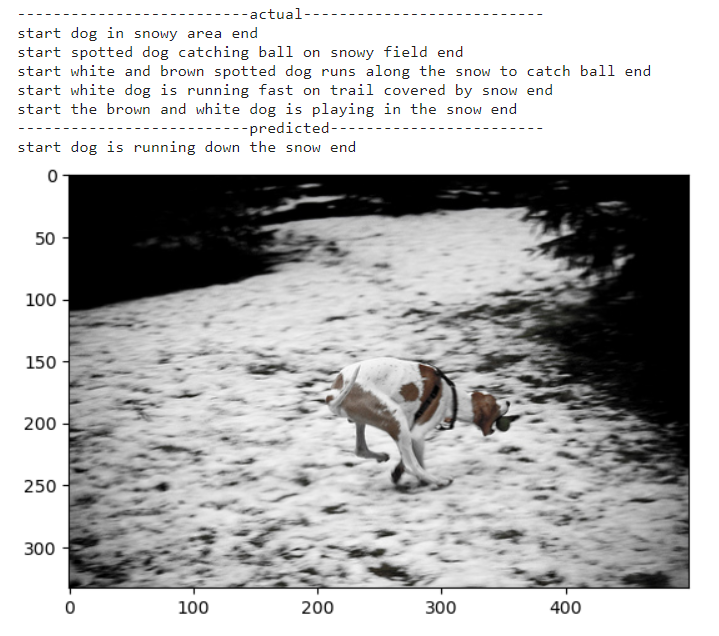 --------------------------actual---------------------------
start dog in snowy area end
start spotted dog catching ball on snowy field end
start white and brown spotted dog runs along the snow to catch ball end
start white dog is running fast on trail covered by snow end
start the brown and white dog is playing in the snow end
--------------------------predicted------------------------
start dog is running down the snow end
0
50
100
150
200
250
300
0 100 200 300 400